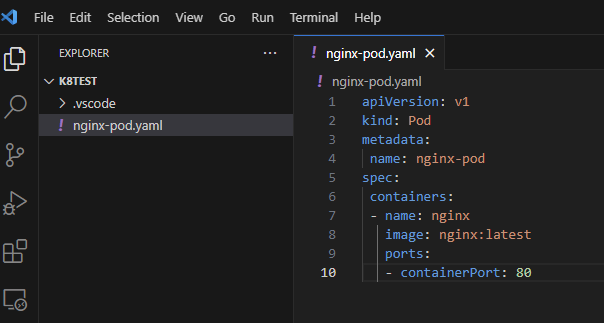 File Edit Selection View Go Run Terminal Help
EXPLORER ...
K8TEST
.vscode
! nginx-pod.yaml
! nginx-pod.yaml ×
! nginx-pod.yaml
1 apiVersion: v1
2 kind: Pod
3 metadata:
4  name: nginx-pod
5 spec:
6  containers:
7  - name: nginx
8    image: nginx:latest
9    ports:
10    - containerPort: 80